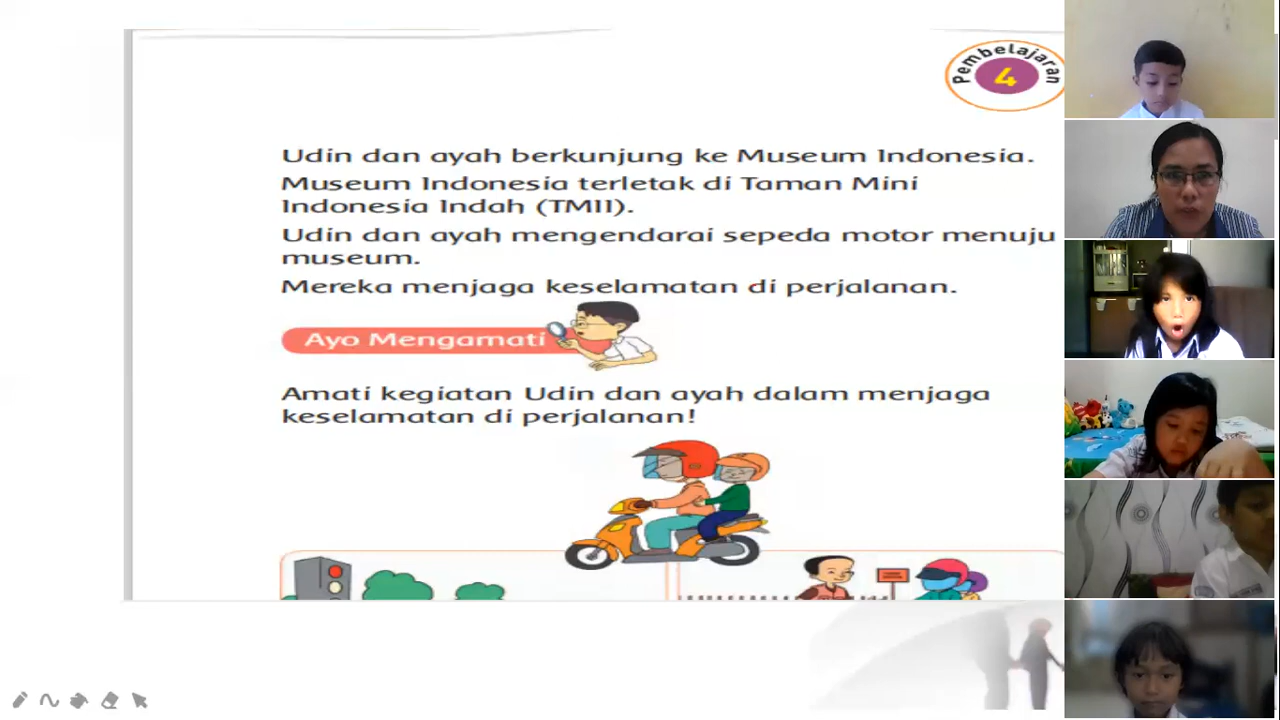 Pembelajaran
4
Udin dan ayah berkunjung ke Museum Indonesia.
Museum Indonesia terletak di Taman Mini
Indonesia Indah (TMII).
Udin dan ayah mengendarai sepeda motor menuju
museum.
Mereka menjaga keselamatan di perjalanan.
Ayo Mengamati
Amati kegiatan Udin dan ayah dalam menjaga
keselamatan di perjalanan!